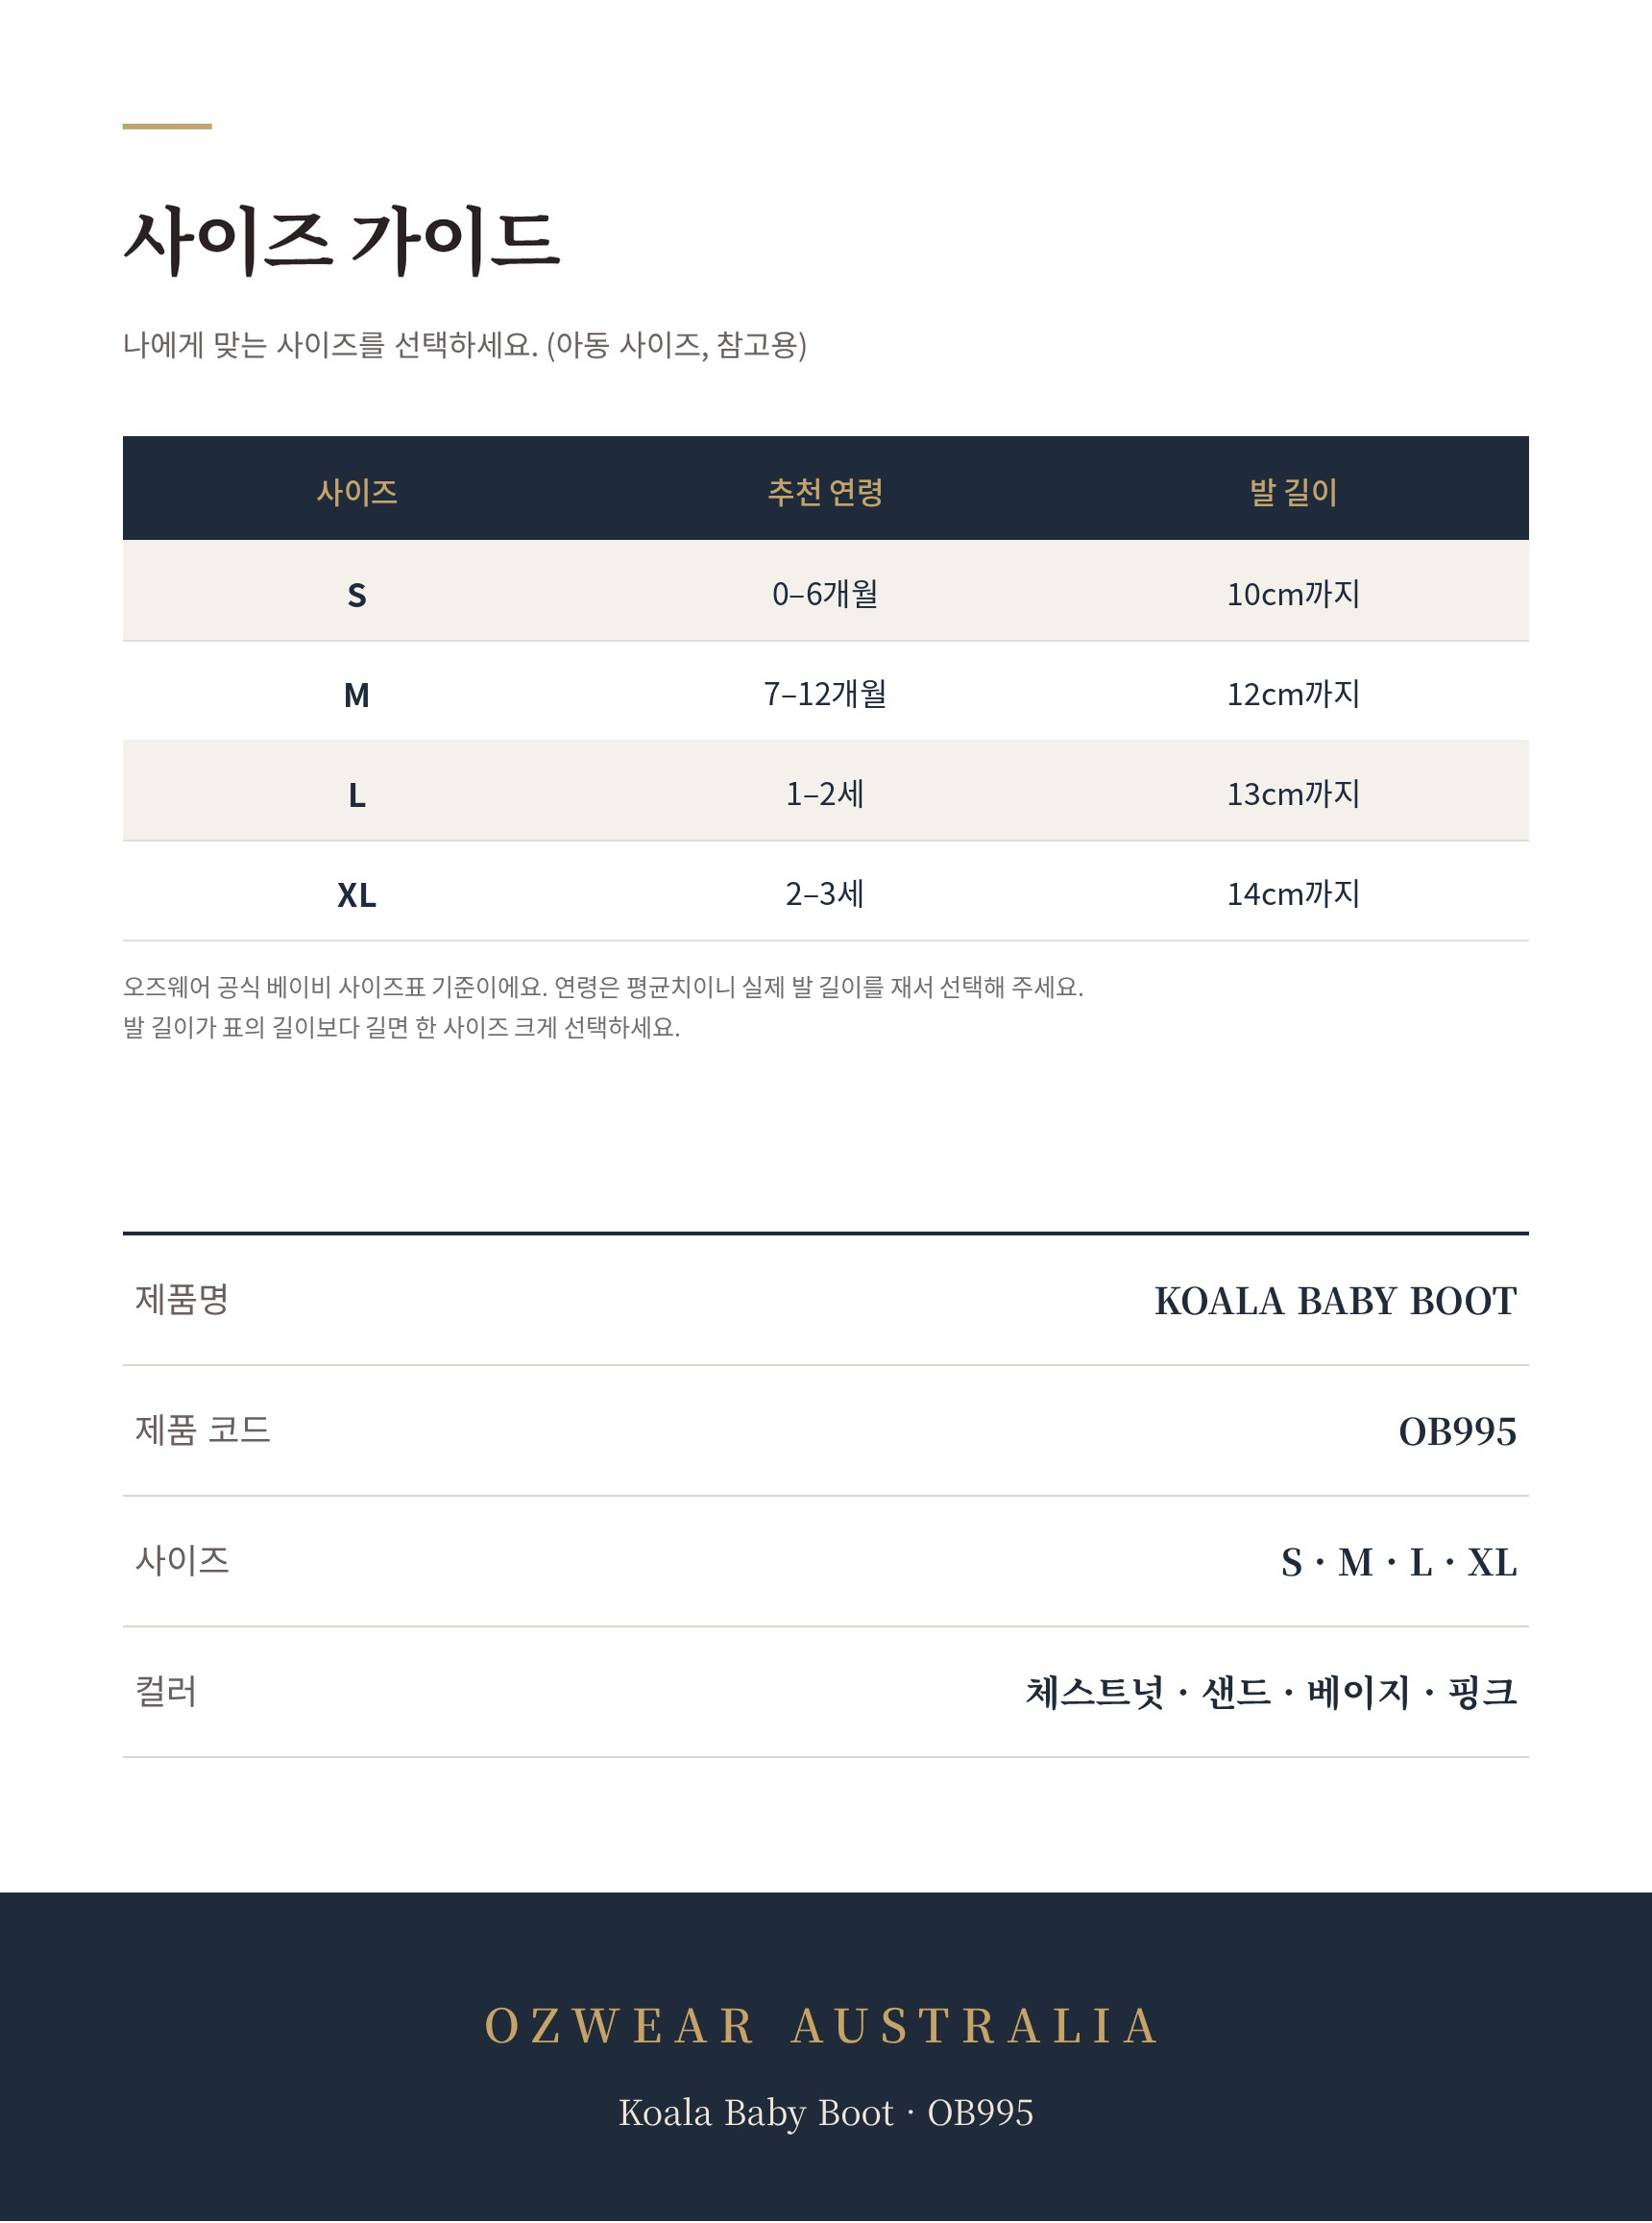 사이즈 가이드
나에게 맞는 사이즈를 선택하세요. (아동 사이즈, 참고용)
사이즈 추천 연령 발 길이
S 0–6개월 10cm까지
M 7–12개월 12cm까지
L 1–2세 13cm까지
XL 2–3세 14cm까지
오즈웨어 공식 베이비 사이즈표 기준이에요. 연령은 평균치이니 실제 발 길이를 재서 선택해 주세요.
발 길이가 표의 길이보다 길면 한 사이즈 크게 선택하세요.
제품명 KOALA BABY BOOT
제품 코드 OB995
사이즈 S · M · L · XL
컬러 체스트넛 · 샌드 · 베이지 · 핑크
OZWEAR AUSTRALIA
Koala Baby Boot · OB995